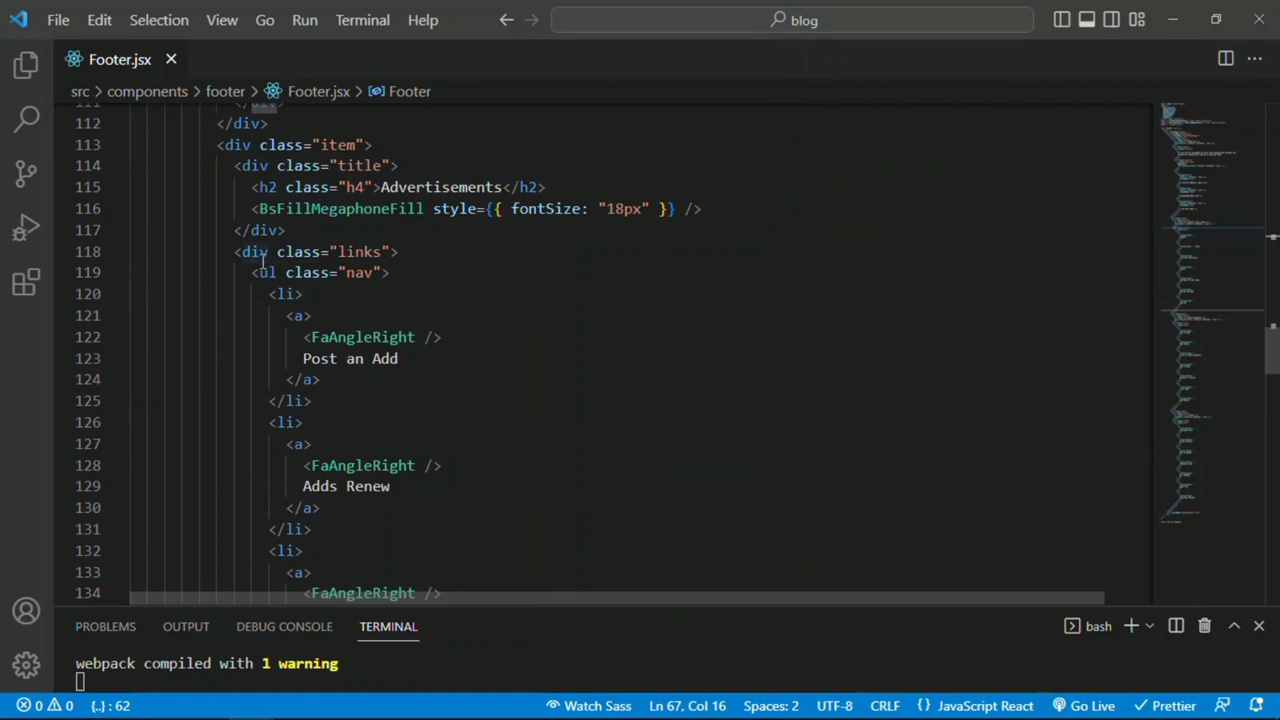 File Edit Selection View Go Run Terminal Help blog
Footer.jsx
src > components > footer > Footer.jsx > Footer
111 </div>
112 </div>
113 <div class="item">
114 <div class="title">
115 <h2 class="h4">Advertisements</h2>
116 <BsFillMegaphoneFill style={{ fontSize: "18px" }} />
117 </div>
118 <div class="links">
119 <ul class="nav">
120 <li>
121 <a>
122 <FaAngleRight />
123 Post an Add
124 </a>
125 </li>
126 <li>
127 <a>
128 <FaAngleRight />
129 Adds Renew
130 </a>
131 </li>
132 <li>
133 <a>
134 <FaAngleRight />
PROBLEMS OUTPUT DEBUG CONSOLE TERMINAL bash
webpack compiled with 1 warning
0 0 {..} : 62 Watch Sass Ln 67, Col 16 Spaces: 2 UTF-8 CRLF { } JavaScript React Go Live Prettier